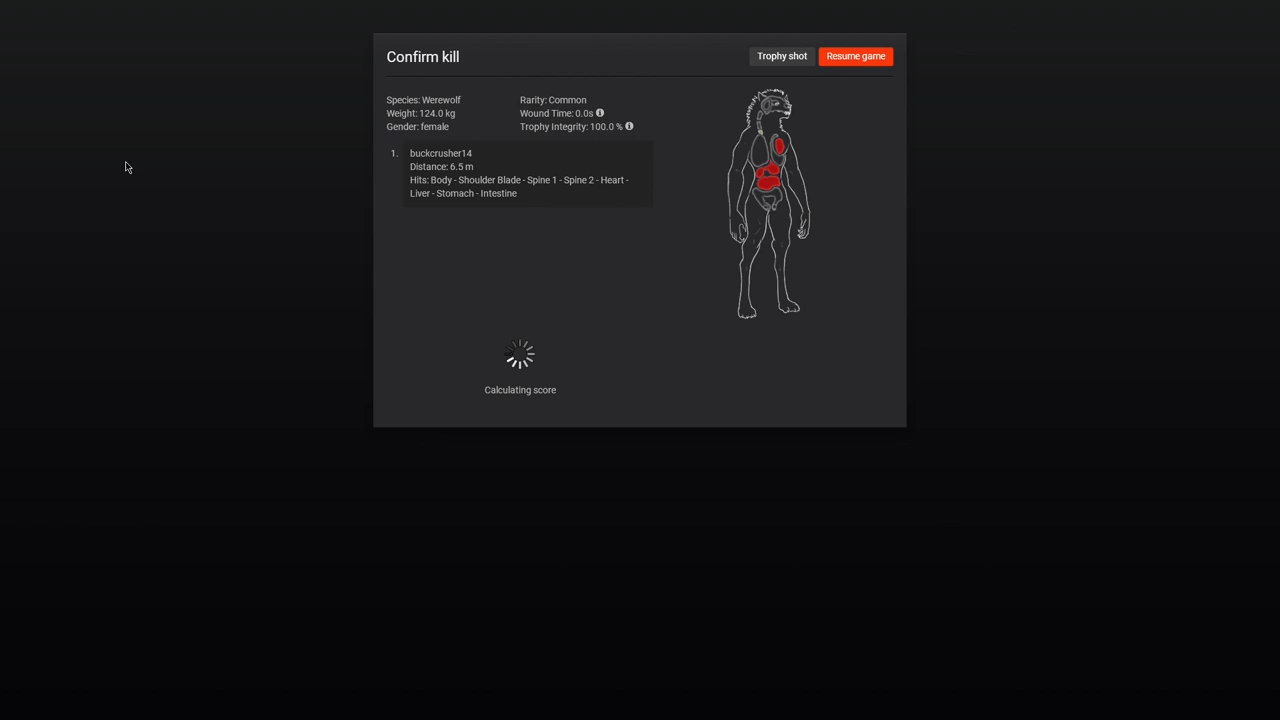 Confirm kill
Trophy shot
Resume game
Species: Werewolf
Weight: 124.0 kg
Gender: female
Rarity: Common
Wound Time: 0.0s
Trophy Integrity: 100.0 %
1.
buckcrusher14
Distance: 6.5 m
Hits: Body - Shoulder Blade - Spine 1 - Spine 2 - Heart -
Liver - Stomach - Intestine
Calculating score